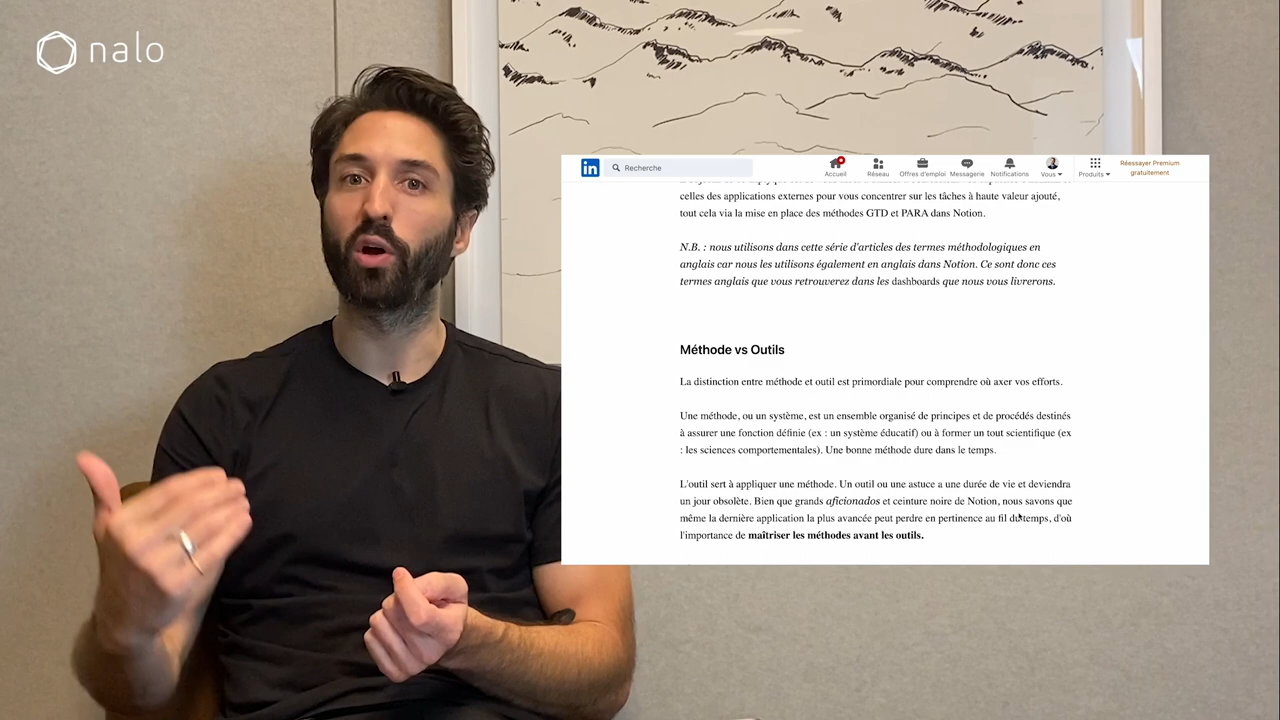 nalo
in
Recherche
Accueil
Réseau
Offres d'emploi
Messagerie
Notifications
Vous
Produits
Réessayer Premium
gratuitement
celles des applications externes pour vous concentrer sur les tâches à haute valeur ajouté,
tout cela via la mise en place des méthodes GTD et PARA dans Notion.
N.B. : nous utilisons dans cette série d'articles des termes méthodologiques en
anglais car nous les utilisons également en anglais dans Notion. Ce sont donc ces
termes anglais que vous retrouverez dans les dashboards que nous vous livrerons.
Méthode vs Outils
La distinction entre méthode et outil est primordiale pour comprendre où axer vos efforts.
Une méthode, ou un système, est un ensemble organisé de principes et de procédés destinés
à assurer une fonction définie (ex : un système éducatif) ou à former un tout scientifique (ex
: les sciences comportementales). Une bonne méthode dure dans le temps.
L'outil sert à appliquer une méthode. Un outil ou une astuce a une durée de vie et deviendra
un jour obsolète. Bien que grands aficionados et ceinture noire de Notion, nous savons que
même la dernière application la plus avancée peut perdre en pertinence au fil du temps, d'où
l'importance de maîtriser les méthodes avant les outils.